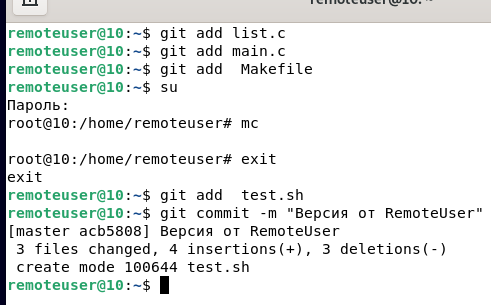 remoteuser@10:~
remoteuser@10:~$ git add list.c
remoteuser@10:~$ git add main.c
remoteuser@10:~$ git add  Makefile
remoteuser@10:~$ su
Пароль:
root@10:/home/remoteuser# mc
root@10:/home/remoteuser# exit
exit
remoteuser@10:~$ git add  test.sh
remoteuser@10:~$ git commit -m "Версия от RemoteUser"
[master acb5808] Версия от RemoteUser
 3 files changed, 4 insertions(+), 3 deletions(-)
 create mode 100644 test.sh
remoteuser@10:~$